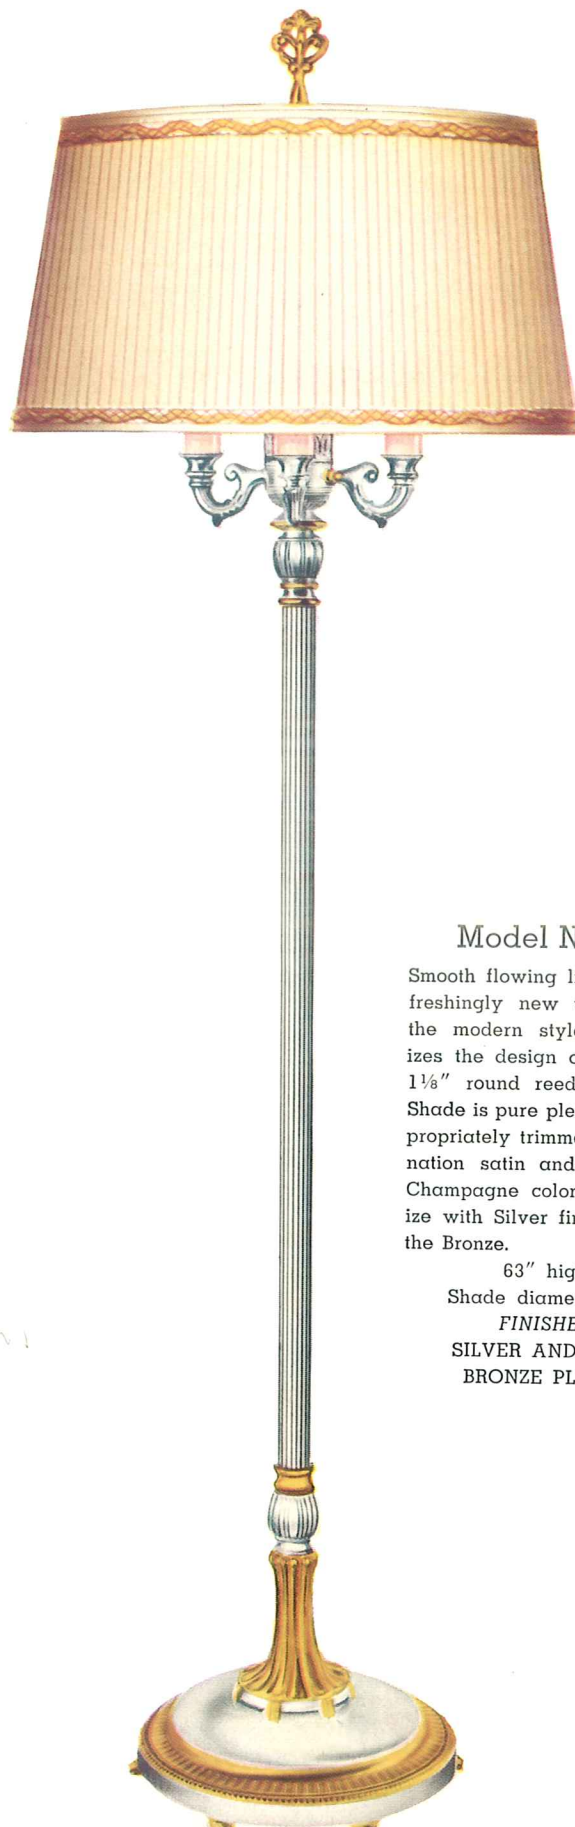 Model N
Smooth flowing l
freshingly new
the modern style
izes the design
1⅛" round reed
Shade is pure ple
propriately trimm
nation satin and
Champagne color
ize with Silver fi
the Bronze.
63" hig
Shade diame
FINISHE
SILVER AND
BRONZE PL